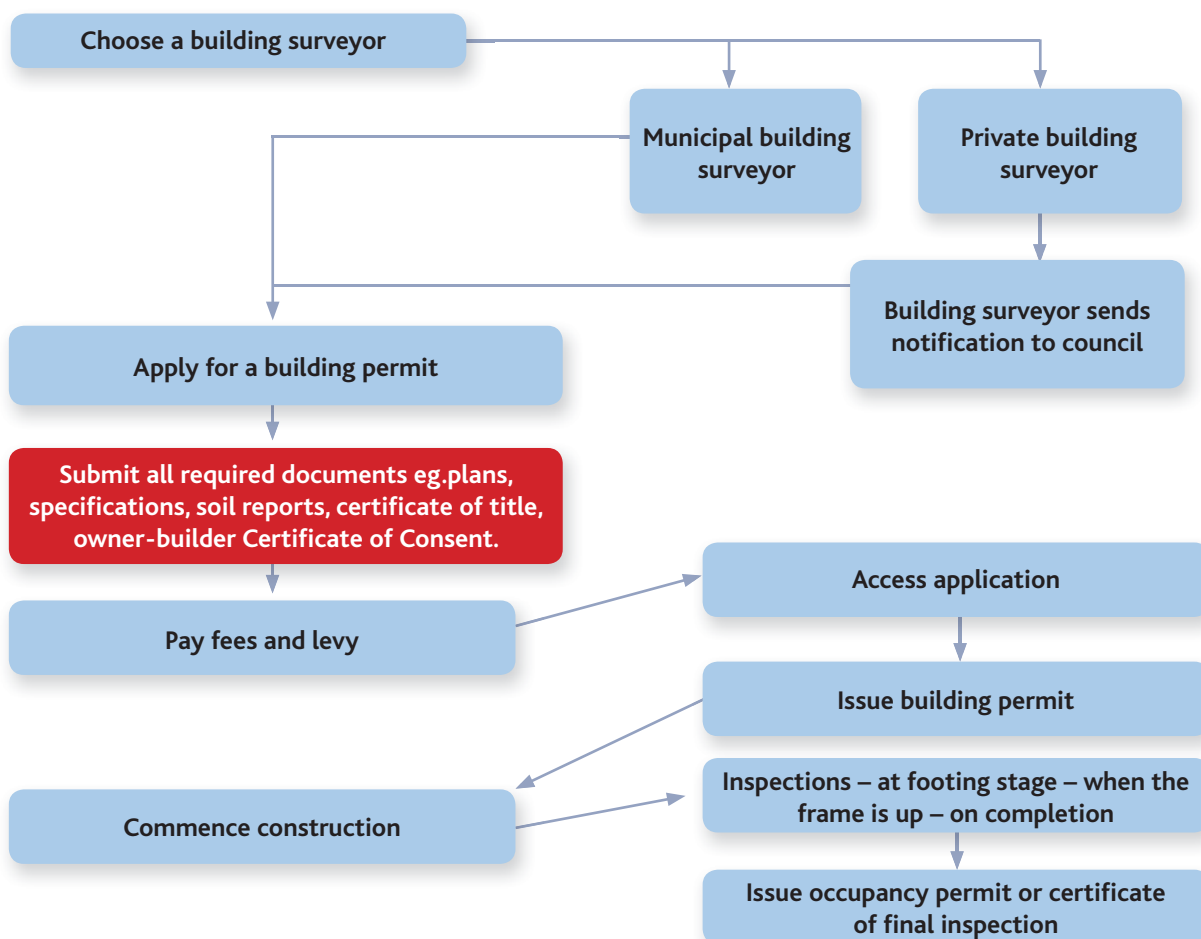 Choose a building surveyor
Municipal building
surveyor
Private building
surveyor
Building surveyor sends
notification to council
Apply for a building permit
Submit all required documents eg.plans,
specifications, soil reports, certificate of title,
owner-builder Certificate of Consent.
Pay fees and levy
Access application
Issue building permit
Commence construction
Inspections – at footing stage – when the
frame is up – on completion
Issue occupancy permit or certificate
of final inspection